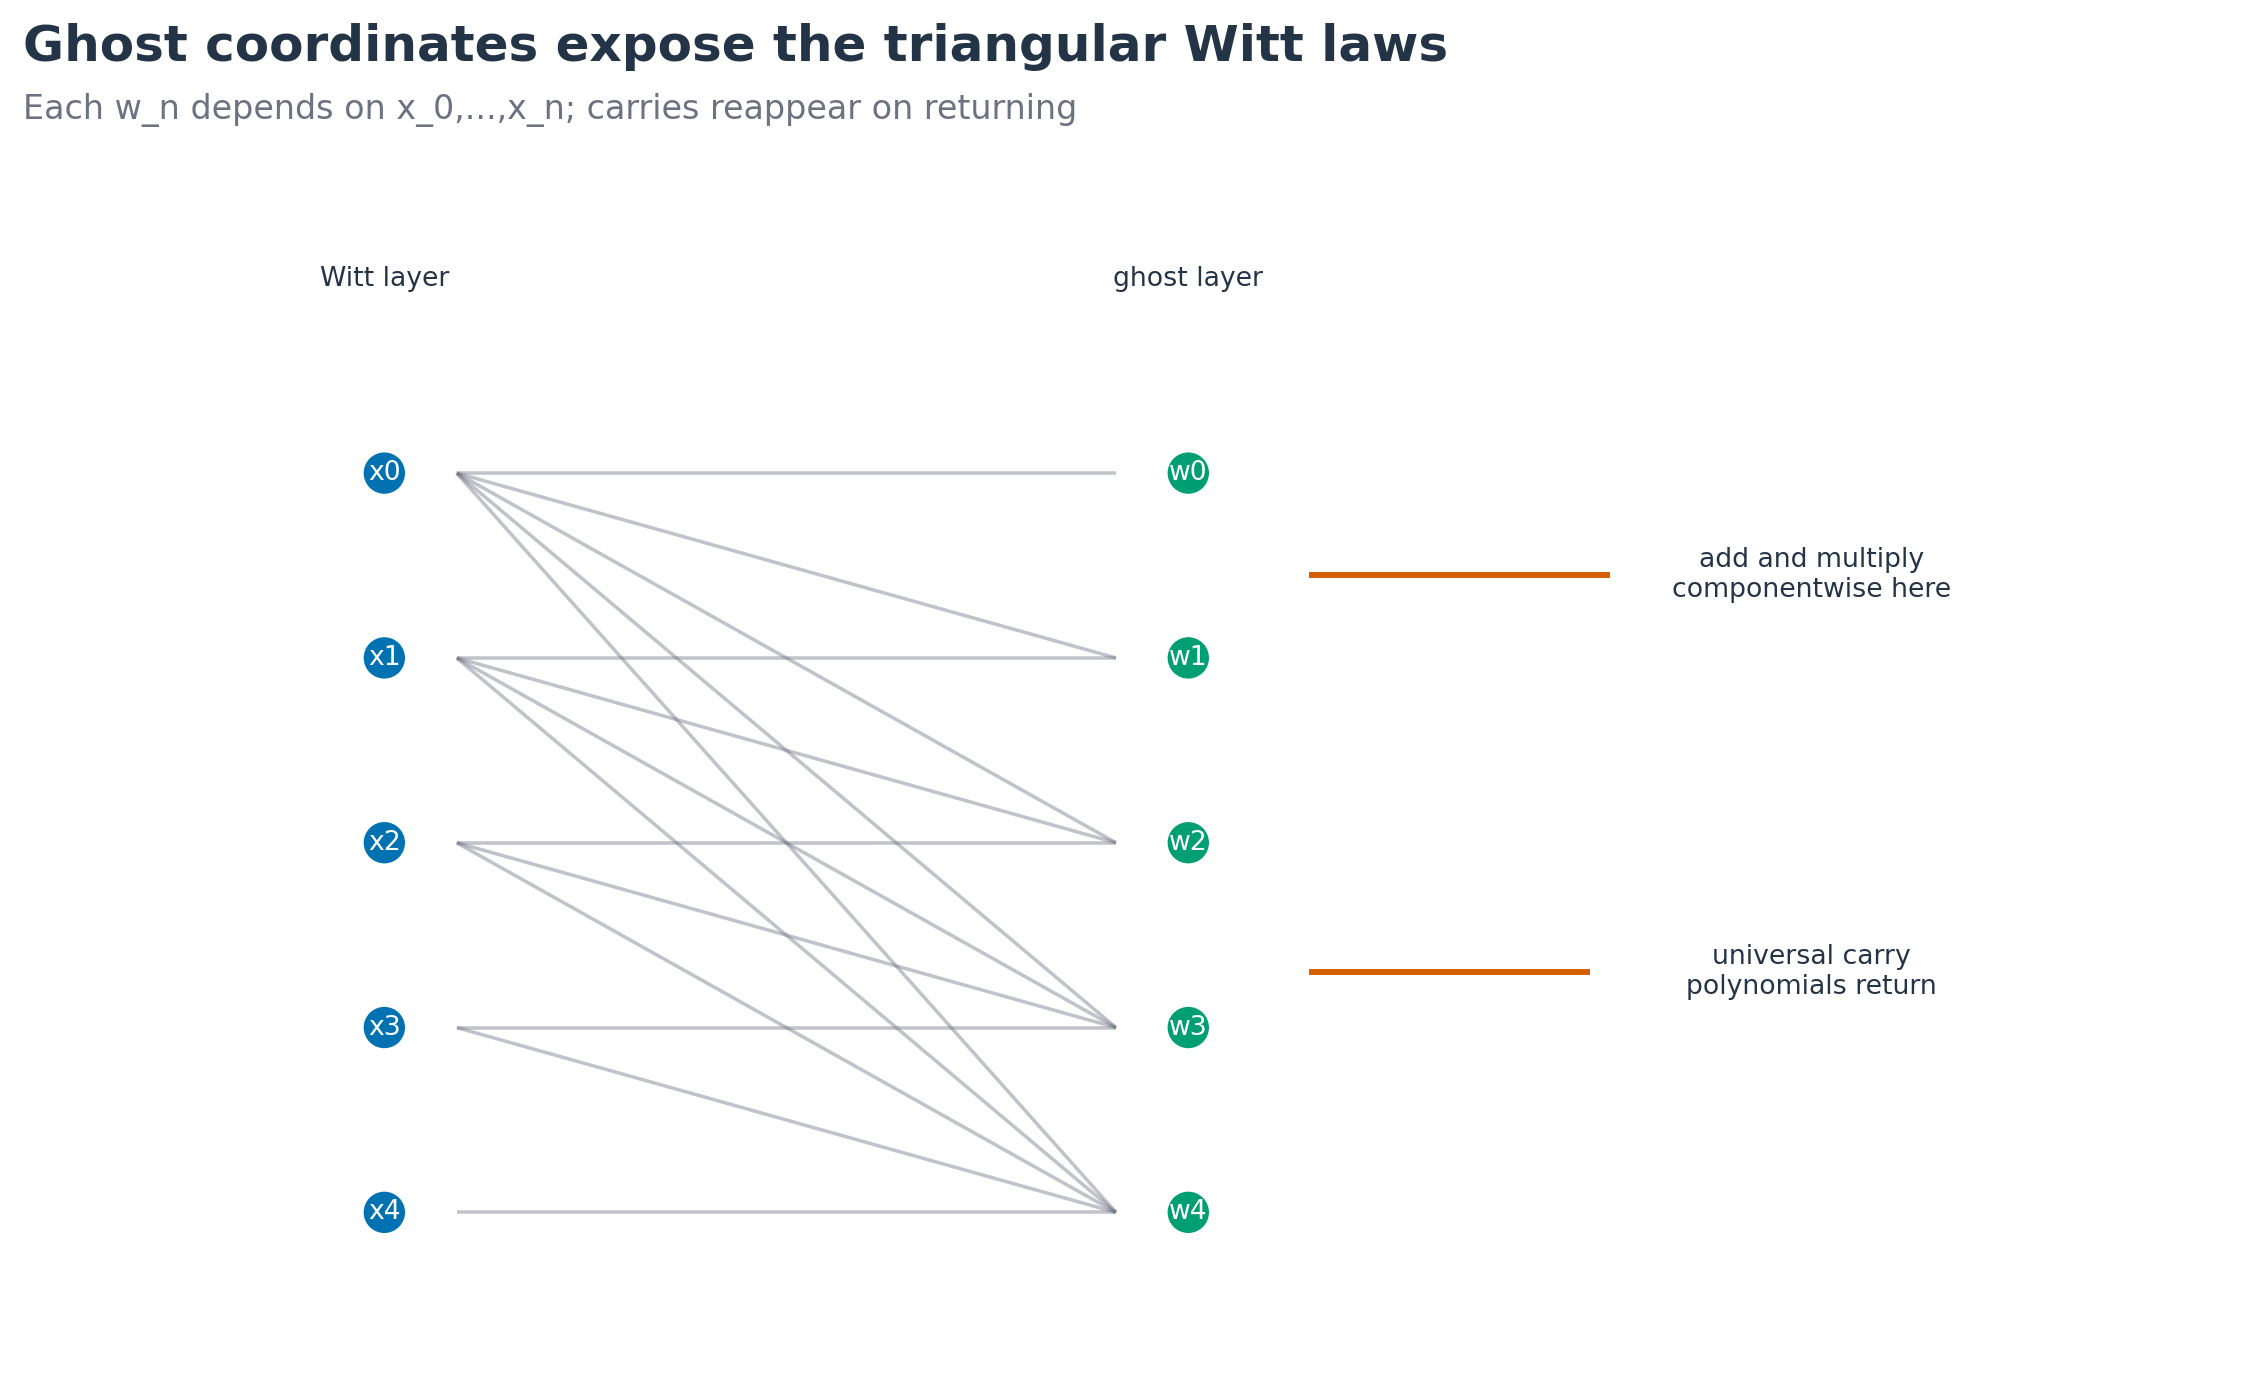 Ghost coordinates expose the triangular Witt laws
Each w_n depends on x_0,...,x_n; carries reappear on returning
Witt layer
ghost layer
x0
w0
add and multiply
componentwise here
x1
w1
x2
w2
universal carry
polynomials return
x3
w3
x4
w4